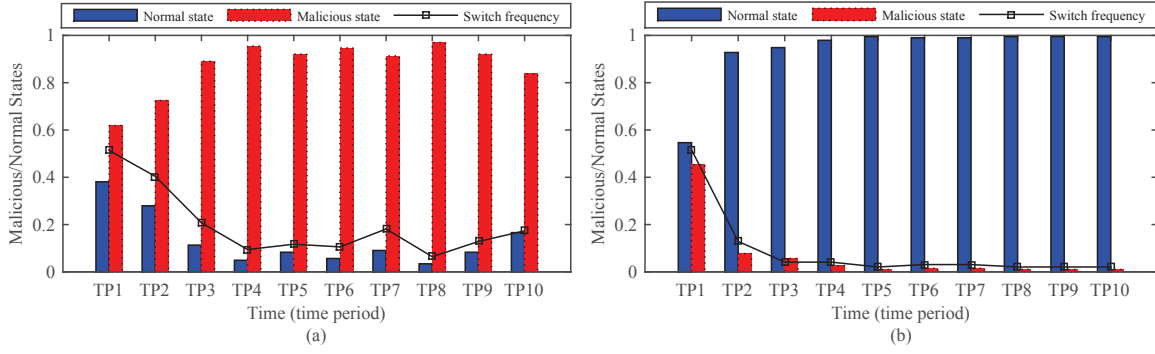 Normal state Malicious state Switch frequency
Malicious/Normal States
1
0.8
0.6
0.4
0.2
0
TP1 TP2 TP3 TP4 TP5 TP6 TP7 TP8 TP9 TP10
Time (time period)
(a)
Normal state Malicious state Switch frequency
Malicious/Normal States
1
0.8
0.6
0.4
0.2
0
TP1 TP2 TP3 TP4 TP5 TP6 TP7 TP8 TP9 TP10
Time (time period)
(b)